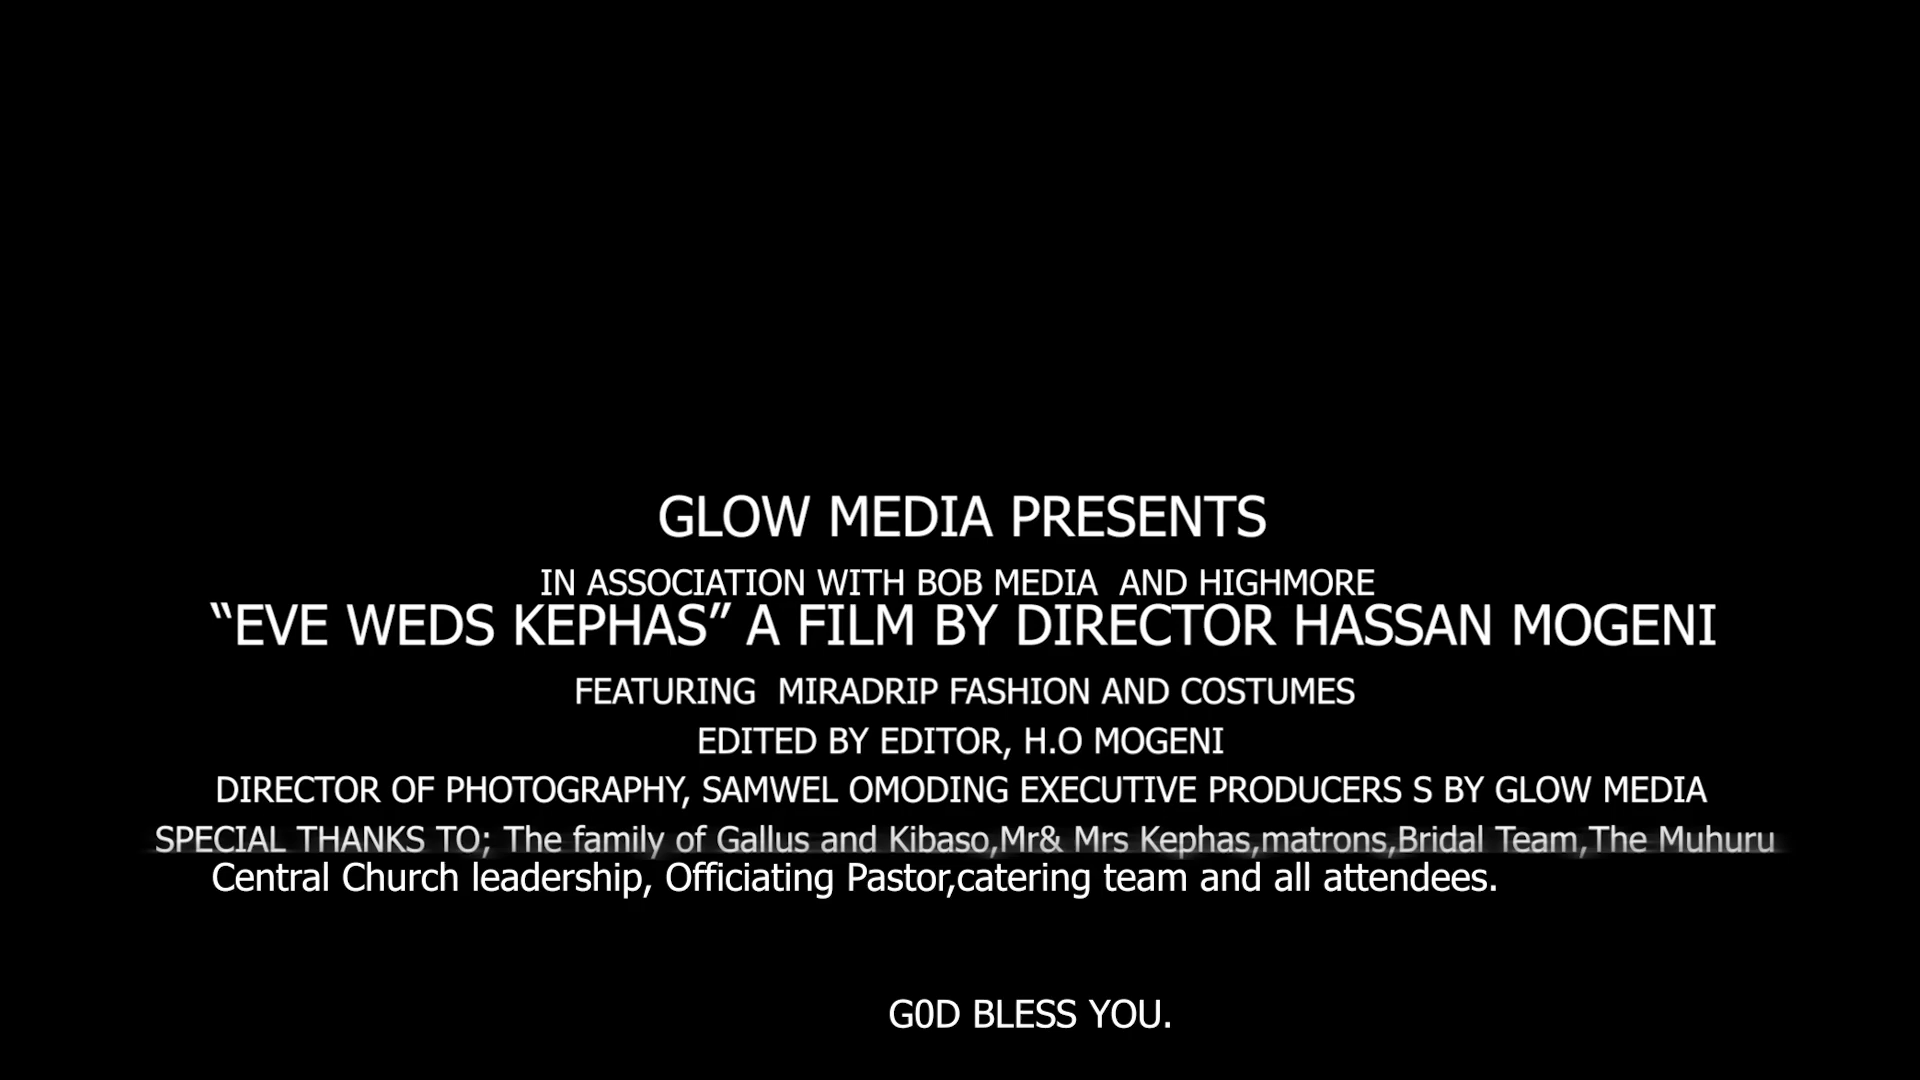 GLOW MEDIA PRESENTS
IN ASSOCIATION WITH BOB MEDIA  AND HIGHMORE
“EVE WEDS KEPHAS” A FILM BY DIRECTOR HASSAN MOGENI
FEATURING  MIRADRIP FASHION AND COSTUMES
EDITED BY EDITOR, H.O MOGENI
DIRECTOR OF PHOTOGRAPHY, SAMWEL OMODING EXECUTIVE PRODUCERS S BY GLOW MEDIA
SPECIAL THANKS TO; The family of Gallus and Kibaso,Mr& Mrs Kephas,matrons,Bridal Team,The Muhuru
Central Church leadership, Officiating Pastor,catering team and all attendees.
G0D BLESS YOU.